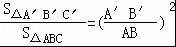 S△A′ B′ C′ / S△ABC =(A′ B′ / AB)²